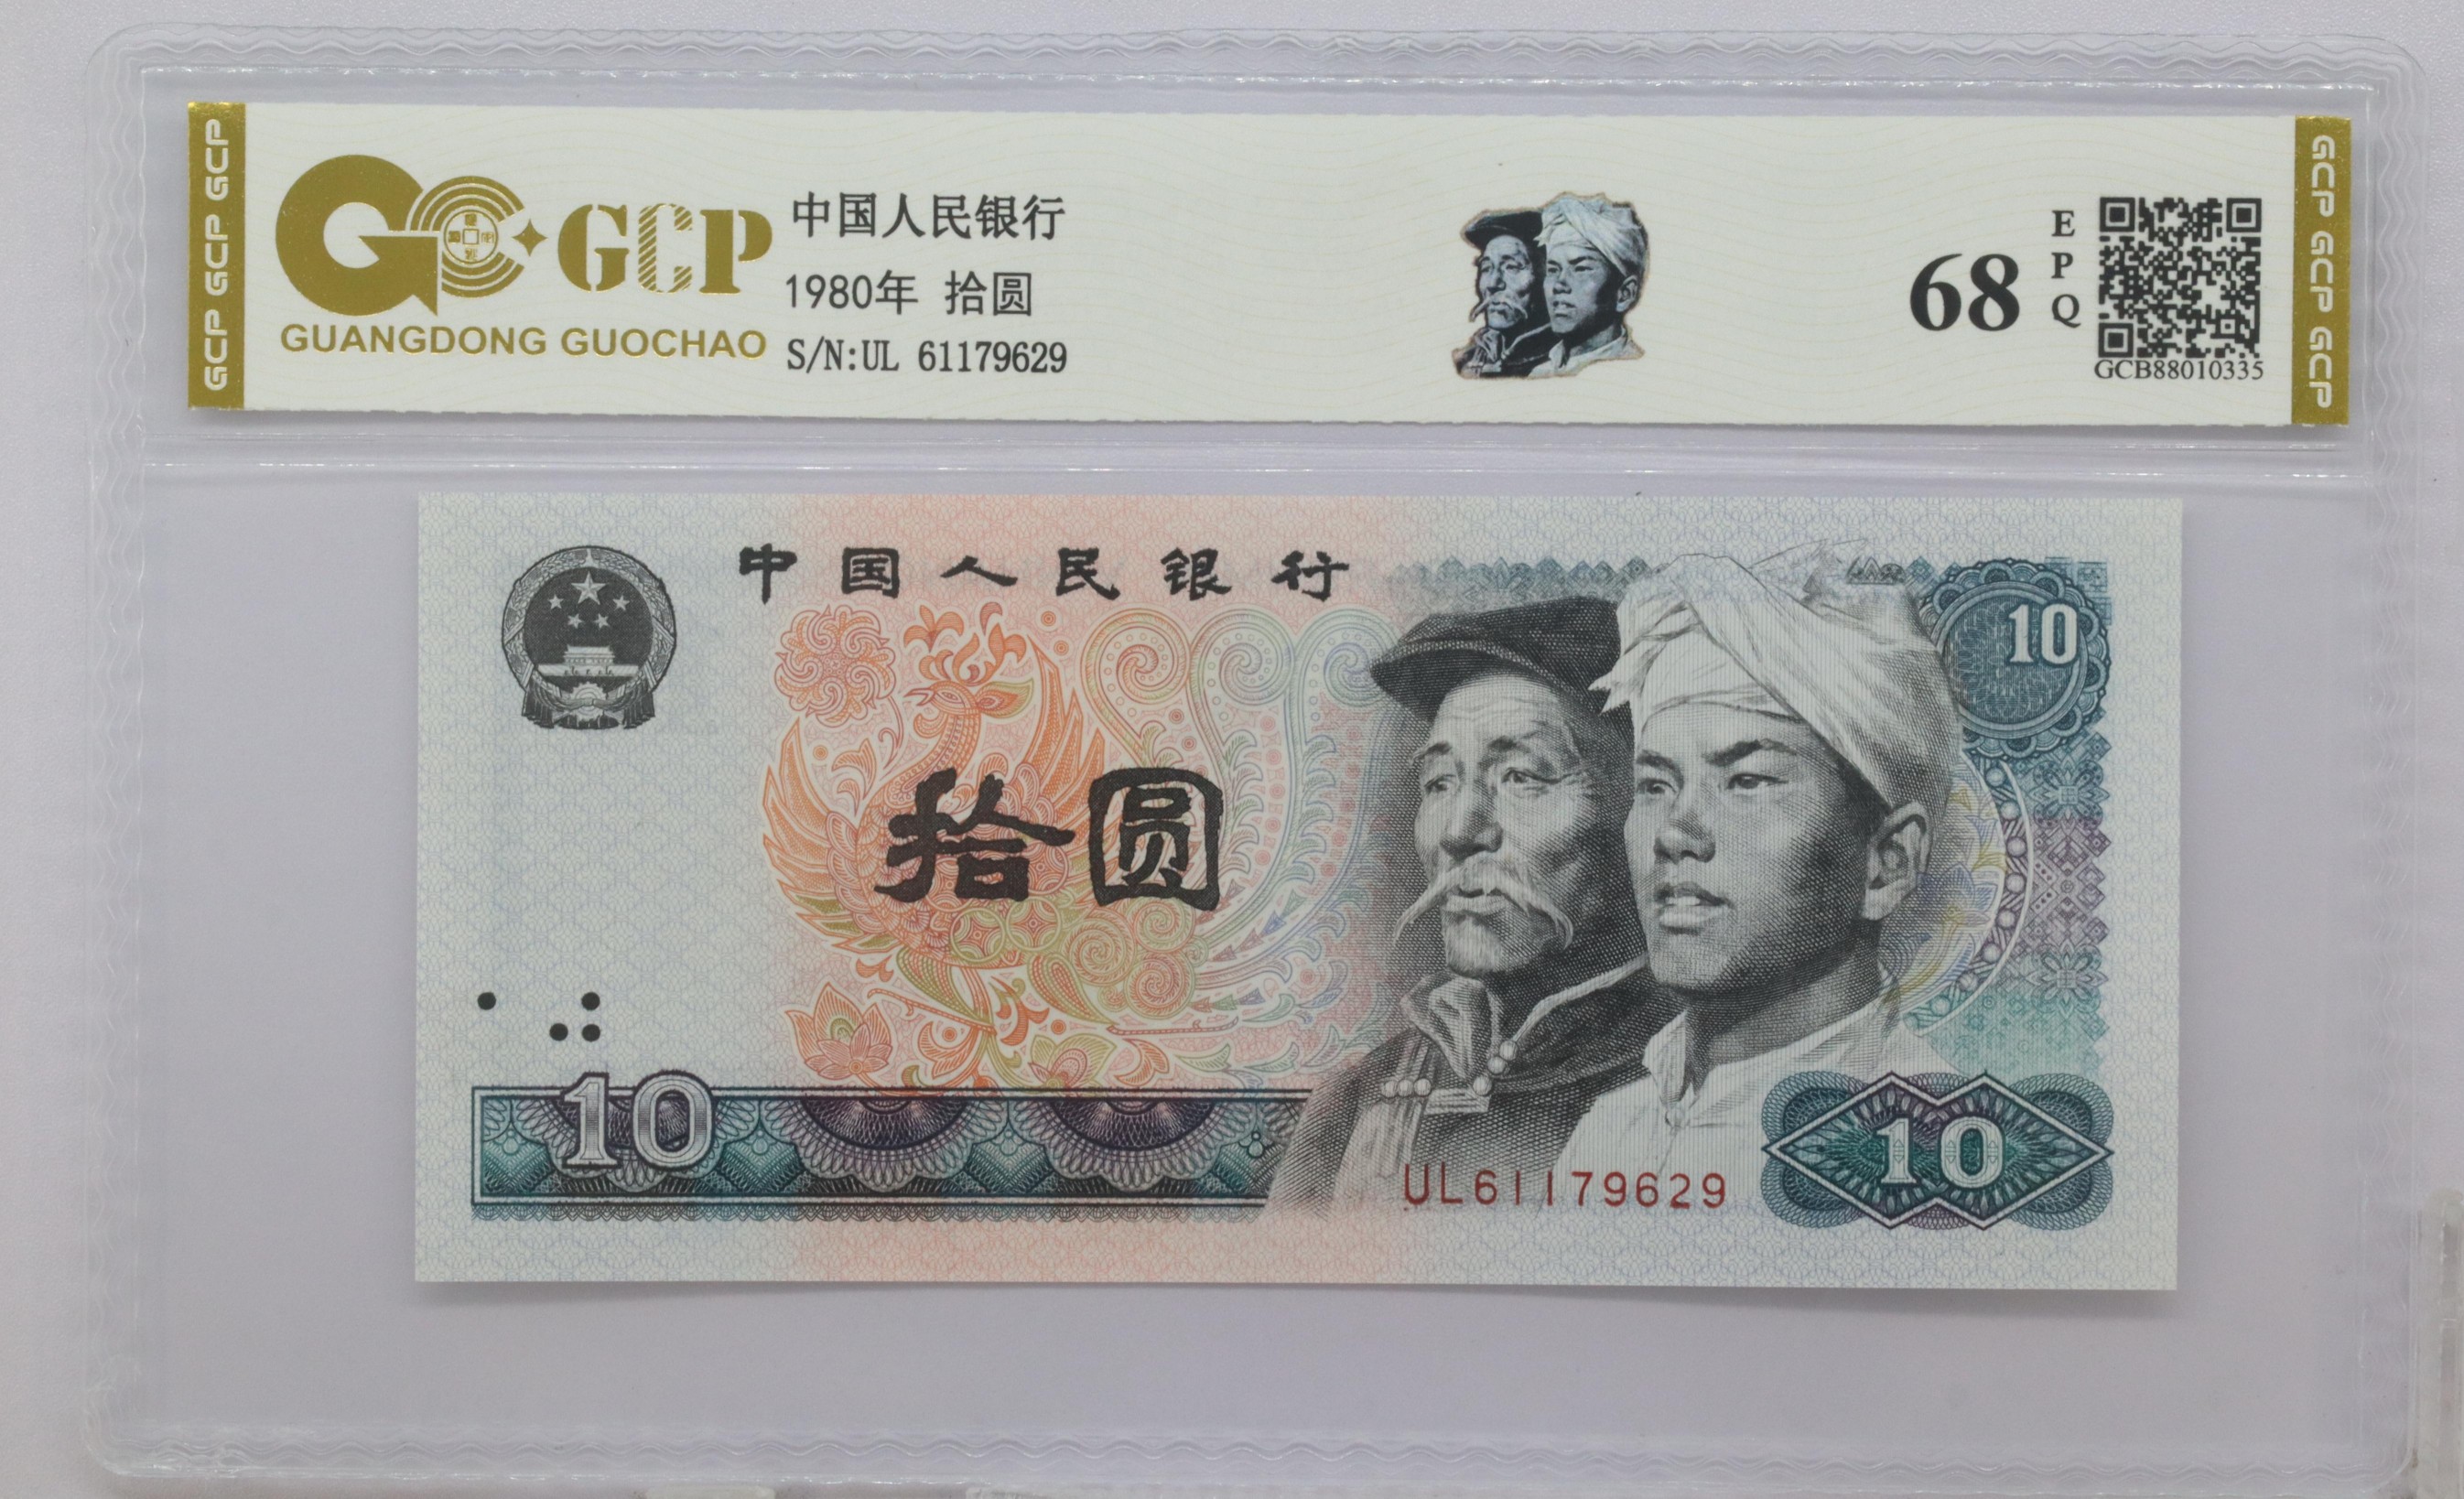 GCP GCP GCP
GCP
GUANGDONG GUOCHAO
中国人民银行
1980年 拾圆
S/N:UL 61179629
68
EPQ
GCB88010335
GCP GCP GCP
中国人民银行
10
拾圆
10
UL61179629
10